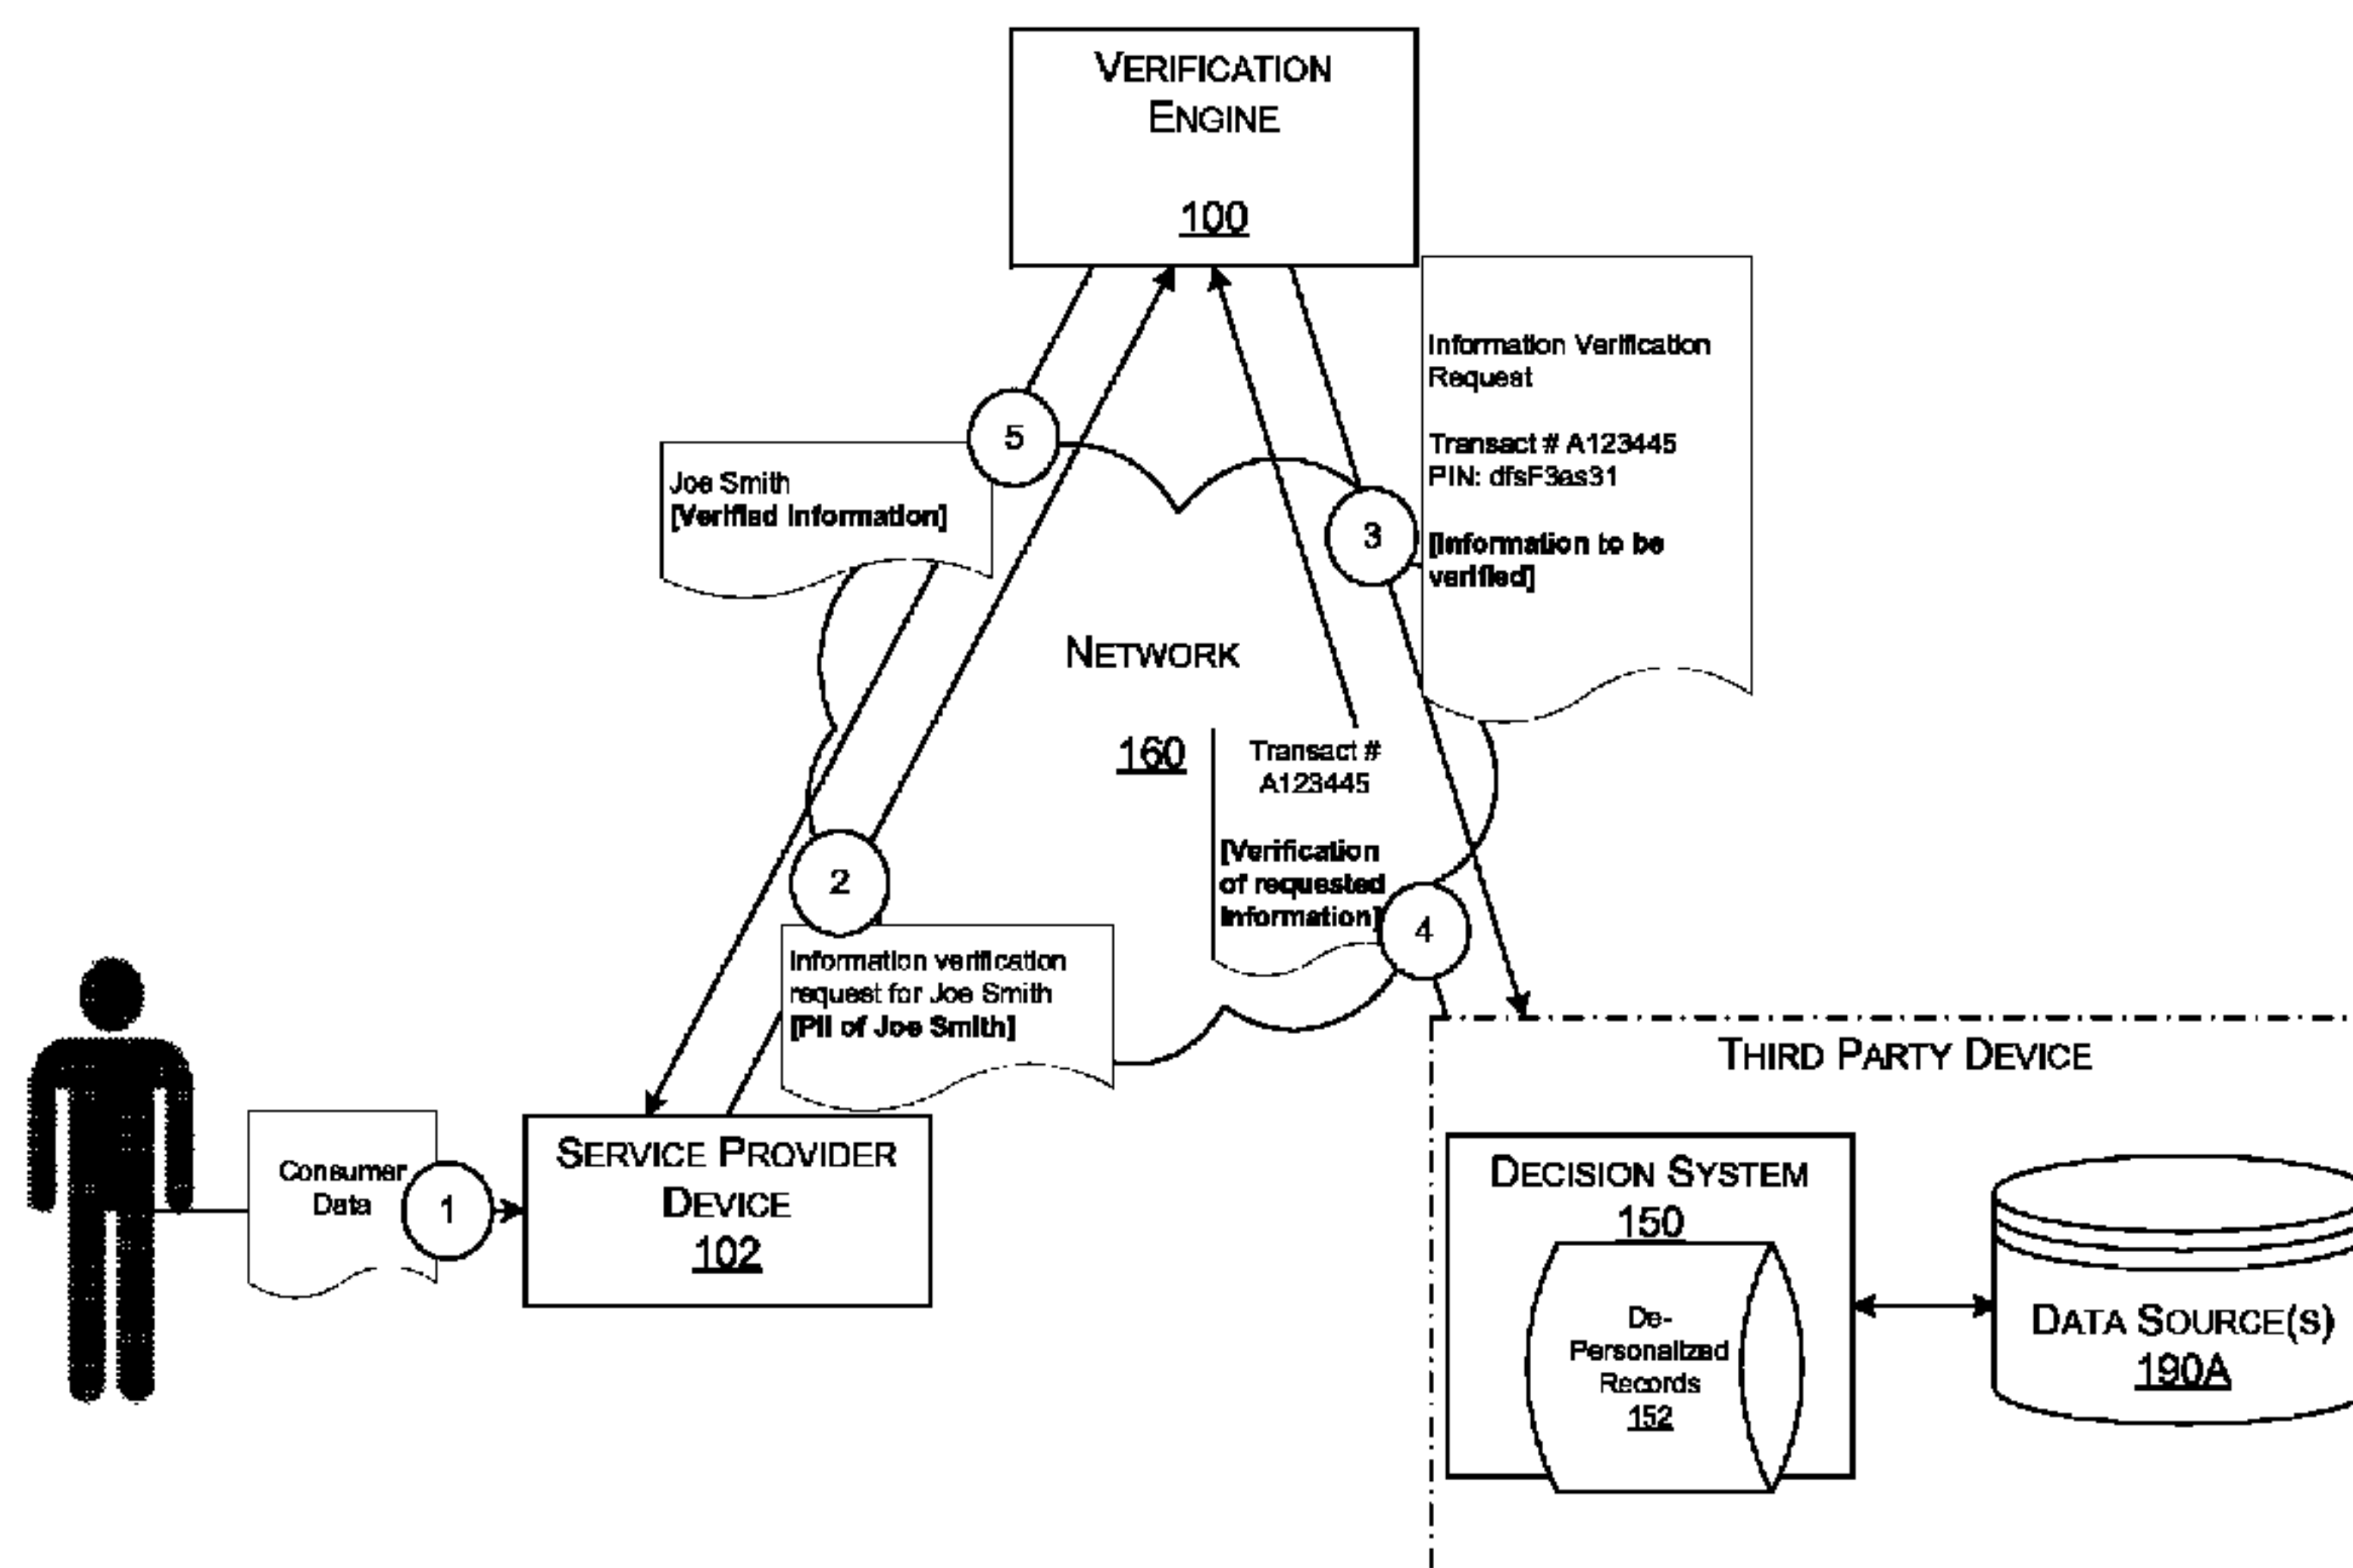 VERIFICATION
ENGINE
100
Information Verification
Request
Transact # A123445
PIN: dfsF3as31
[Information to be
verified]
5
Joe Smith
[Verified Information]
3
NETWORK
160
Transact #
A123445
[Verification
of requested
Information]
4
2
Information verification
request for Joe Smith
[PII of Joe Smith]
Consumer
Data
1
SERVICE PROVIDER
DEVICE
102
THIRD PARTY DEVICE
DECISION SYSTEM
150
De-
Personalized
Records
152
DATA SOURCE(S)
190A